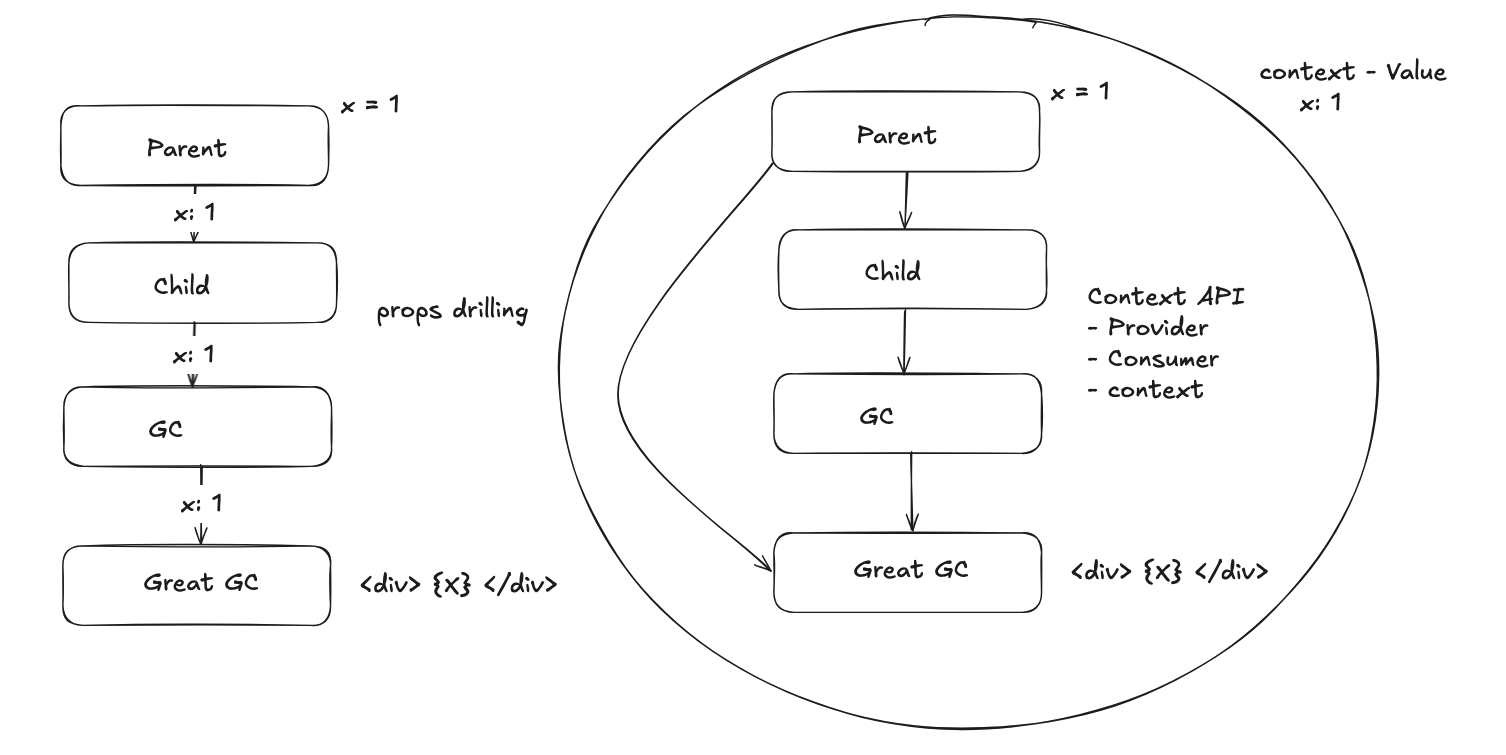 x = 1
Parent
x: 1
Child
props drilling
x: 1
GC
x: 1
Great GC
<div> {x} </div>
context - Value
x: 1
x = 1
Parent
Child
Context API
- Provider
- Consumer
- context
GC
Great GC
<div> {x} </div>